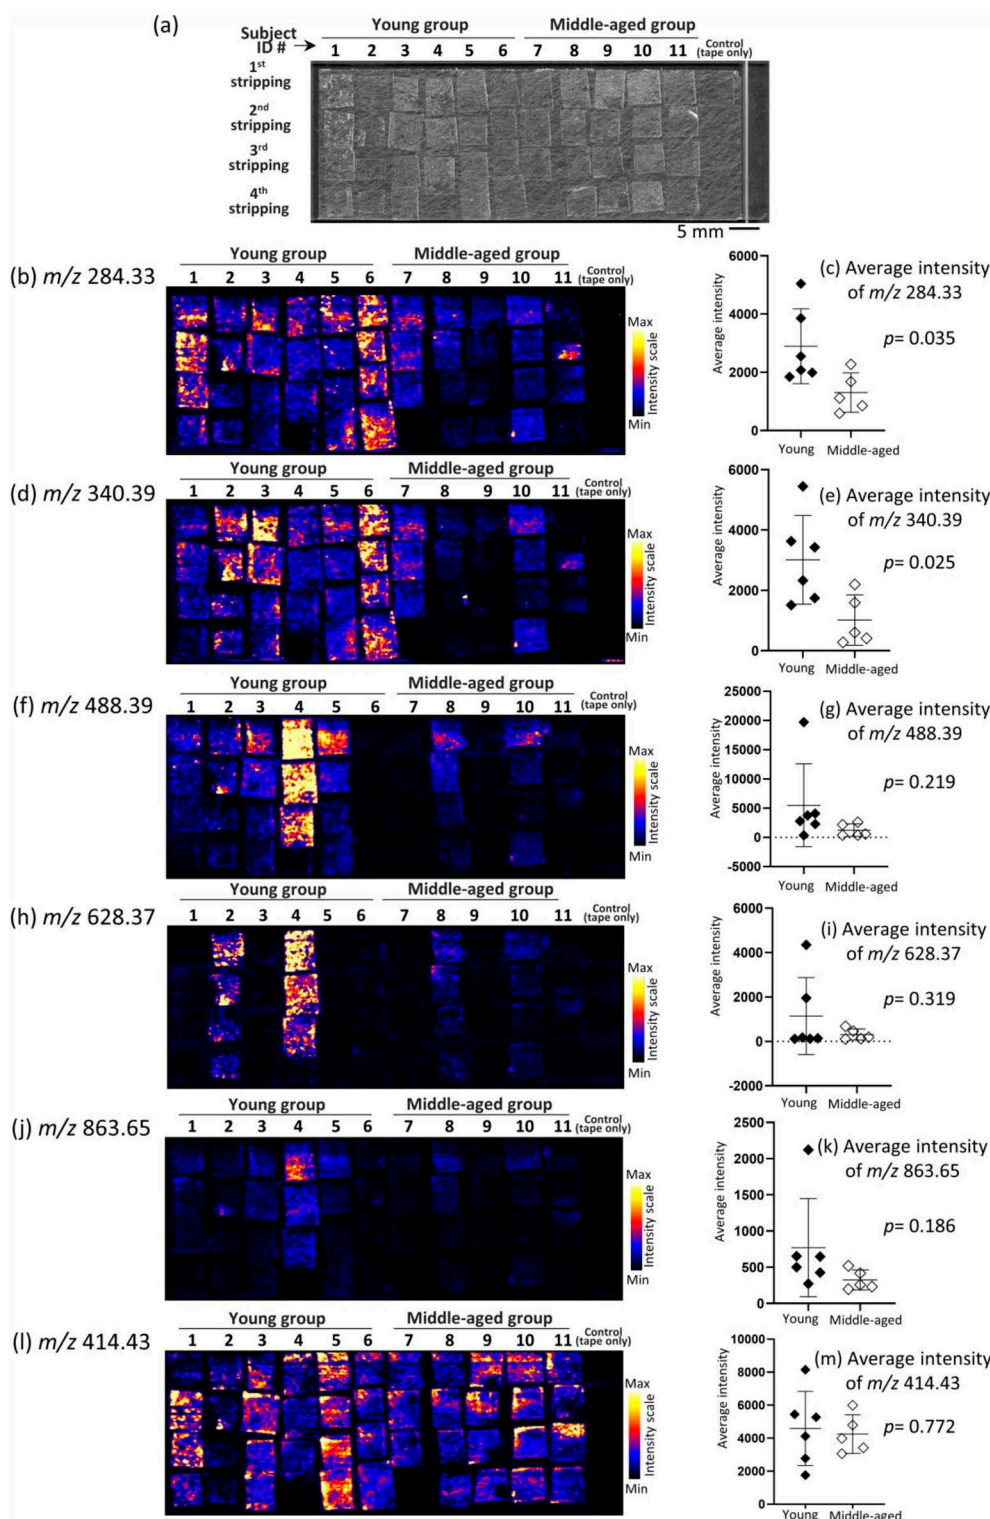 (a)
Subject
ID #
Young group
Middle-aged group
1 2 3 4 5 6 7 8 9 10 11 Control
(tape only)
1st
stripping
2nd
stripping
3rd
stripping
4th
stripping
5 mm
(b) m/z 284.33
Young group
Middle-aged group
1 2 3 4 5 6 7 8 9 10 11 Control
(tape only)
Max
Intensity scale
Min
(c) Average intensity
of m/z 284.33
p= 0.035
Average intensity
6000
4000
2000
0
Young
Middle-aged
(d) m/z 340.39
Young group
Middle-aged group
1 2 3 4 5 6 7 8 9 10 11 Control
(tape only)
Max
Intensity scale
Min
(e) Average intensity
of m/z 340.39
p= 0.025
Average intensity
6000
4000
2000
0
Young
Middle-aged
(f) m/z 488.39
Young group
Middle-aged group
1 2 3 4 5 6 7 8 9 10 11 Control
(tape only)
Max
Intensity scale
Min
(g) Average intensity
of m/z 488.39
p= 0.219
Average intensity
25000
20000
15000
10000
5000
0
-5000
Young
Middle-aged
(h) m/z 628.37
Young group
Middle-aged group
1 2 3 4 5 6 7 8 9 10 11 Control
(tape only)
Max
Intensity scale
Min
(i) Average intensity
of m/z 628.37
p= 0.319
Average intensity
6000
4000
2000
0
-2000
Young
Middle-aged
(j) m/z 863.65
Young group
Middle-aged group
1 2 3 4 5 6 7 8 9 10 11 Control
(tape only)
Max
Intensity scale
Min
(k) Average intensity
of m/z 863.65
p= 0.186
Average intensity
2500
2000
1500
1000
500
0
Young
Middle-aged
(l) m/z 414.43
Young group
Middle-aged group
1 2 3 4 5 6 7 8 9 10 11 Control
(tape only)
Max
Intensity scale
Min
(m) Average intensity
of m/z 414.43
p= 0.772
Average intensity
10000
8000
6000
4000
2000
0
Young
Middle-aged